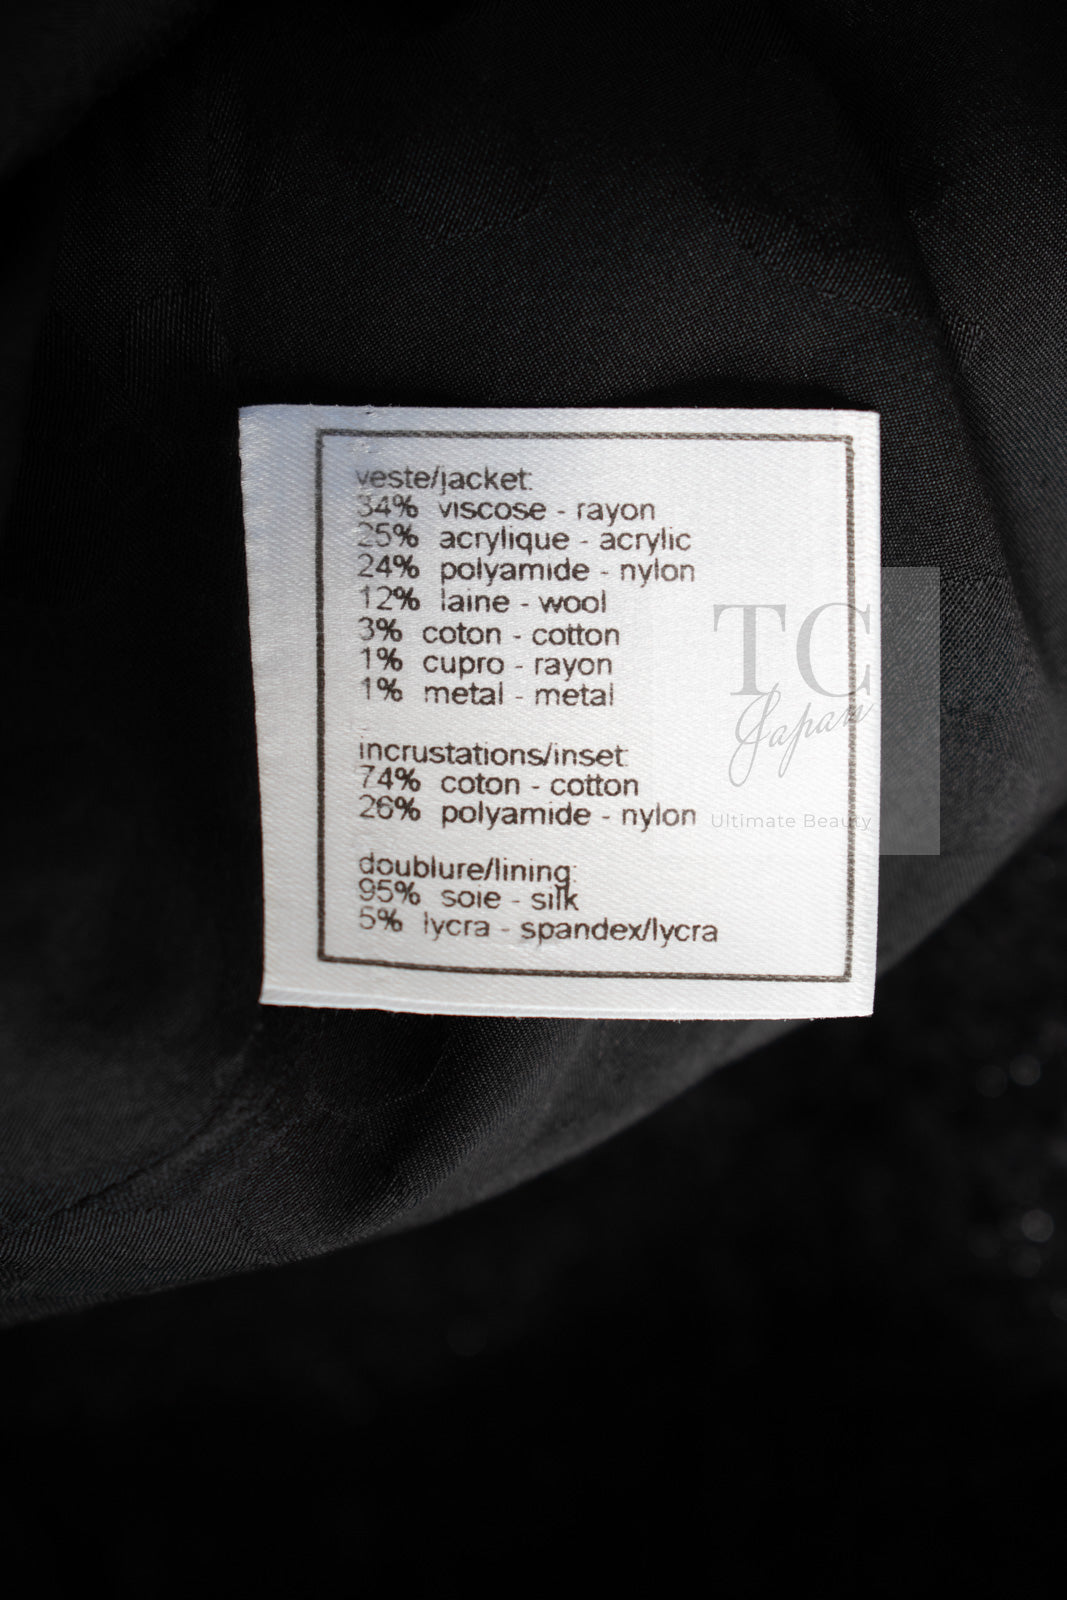 veste/jacket:
34% viscose - rayon
25% acrylique - acrylic
24% polyamide - nylon
12% laine - wool
3% coton - cotton
1% cupro - rayon
1% metal - metal
incrustations/inset:
74% coton - cotton
26% polyamide - nylon
doublure/lining:
95% soie - silk
5% lycra - spandex/lycra
TC
Japan
Ultimate Beauty